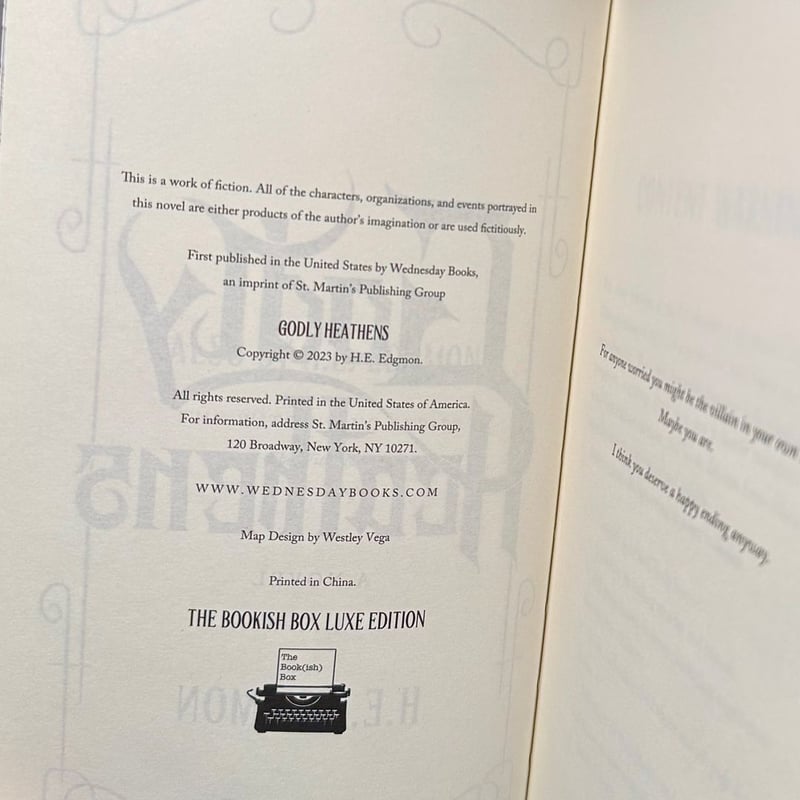 This is a work of fiction. All of the characters, organizations, and events portrayed in
this novel are either products of the author's imagination or are used fictitiously.
First published in the United States by Wednesday Books,
an imprint of St. Martin's Publishing Group
GODLY HEATHENS
Copyright © 2023 by H.E. Edgmon.
All rights reserved. Printed in the United States of America.
For information, address St. Martin's Publishing Group,
120 Broadway, New York, NY 10271.
WWW.WEDNESDAYBOOKS.COM
Map Design by Westley Vega
Printed in China.
THE BOOKISH BOX LUXE EDITION
The
Book(ish)
Box
For anyone worried you might be the villain in your own
Maybe you are.
I think you deserve a happy ending anyway.